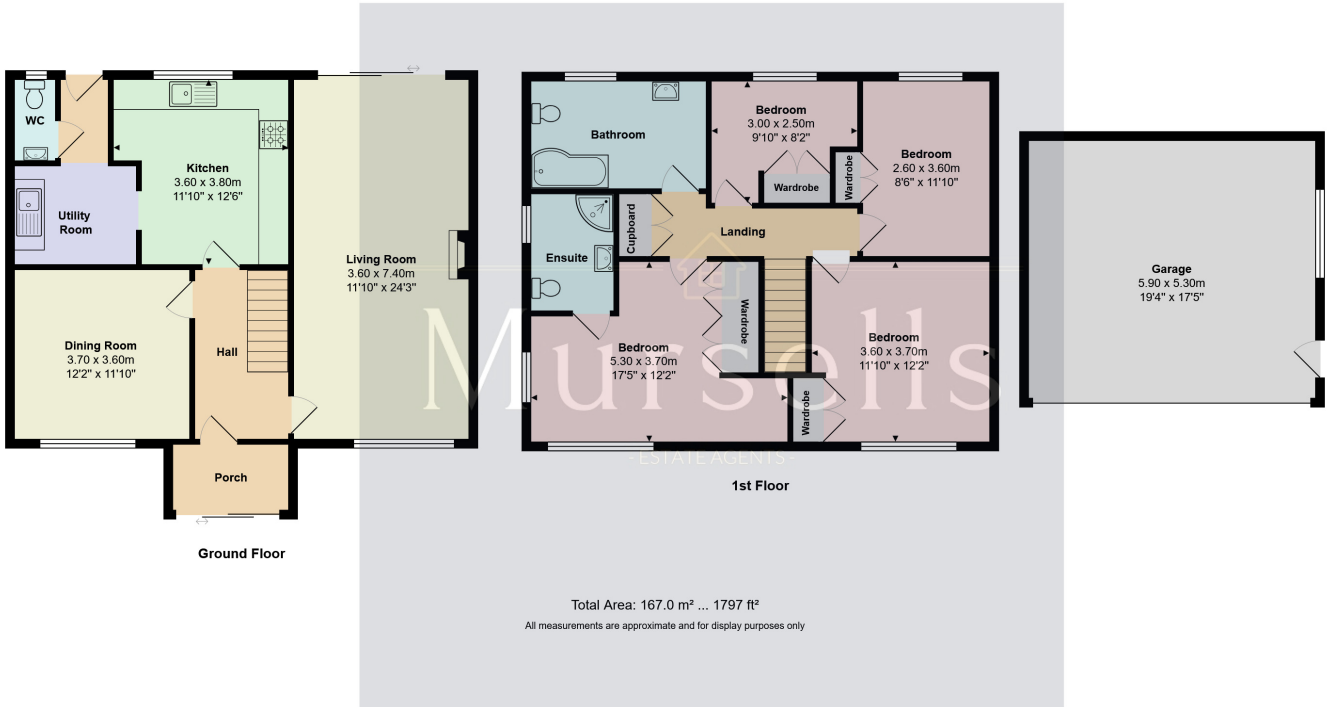 WC
Kitchen
3.60 x 3.80m
11'10" x 12'6"
Utility
Room
Living Room
3.60 x 7.40m
11'10" x 24'3"
Dining Room
3.70 x 3.60m
12'2" x 11'10"
Hall
Porch
Ground Floor
Bathroom
Bedroom
3.00 x 2.50m
9'10" x 8'2"
Wardrobe
Wardrobe
Bedroom
2.60 x 3.60m
8'6" x 11'10"
Cupboard
Landing
Ensuite
Bedroom
5.30 x 3.70m
17'5" x 12'2"
Wardrobe
Bedroom
3.60 x 3.70m
11'10" x 12'2"
Wardrobe
Mursells
- ESTATE AGENTS -
1st Floor
Garage
5.90 x 5.30m
19'4" x 17'5"
Total Area: 167.0 m² ... 1797 ft²
All measurements are approximate and for display purposes only